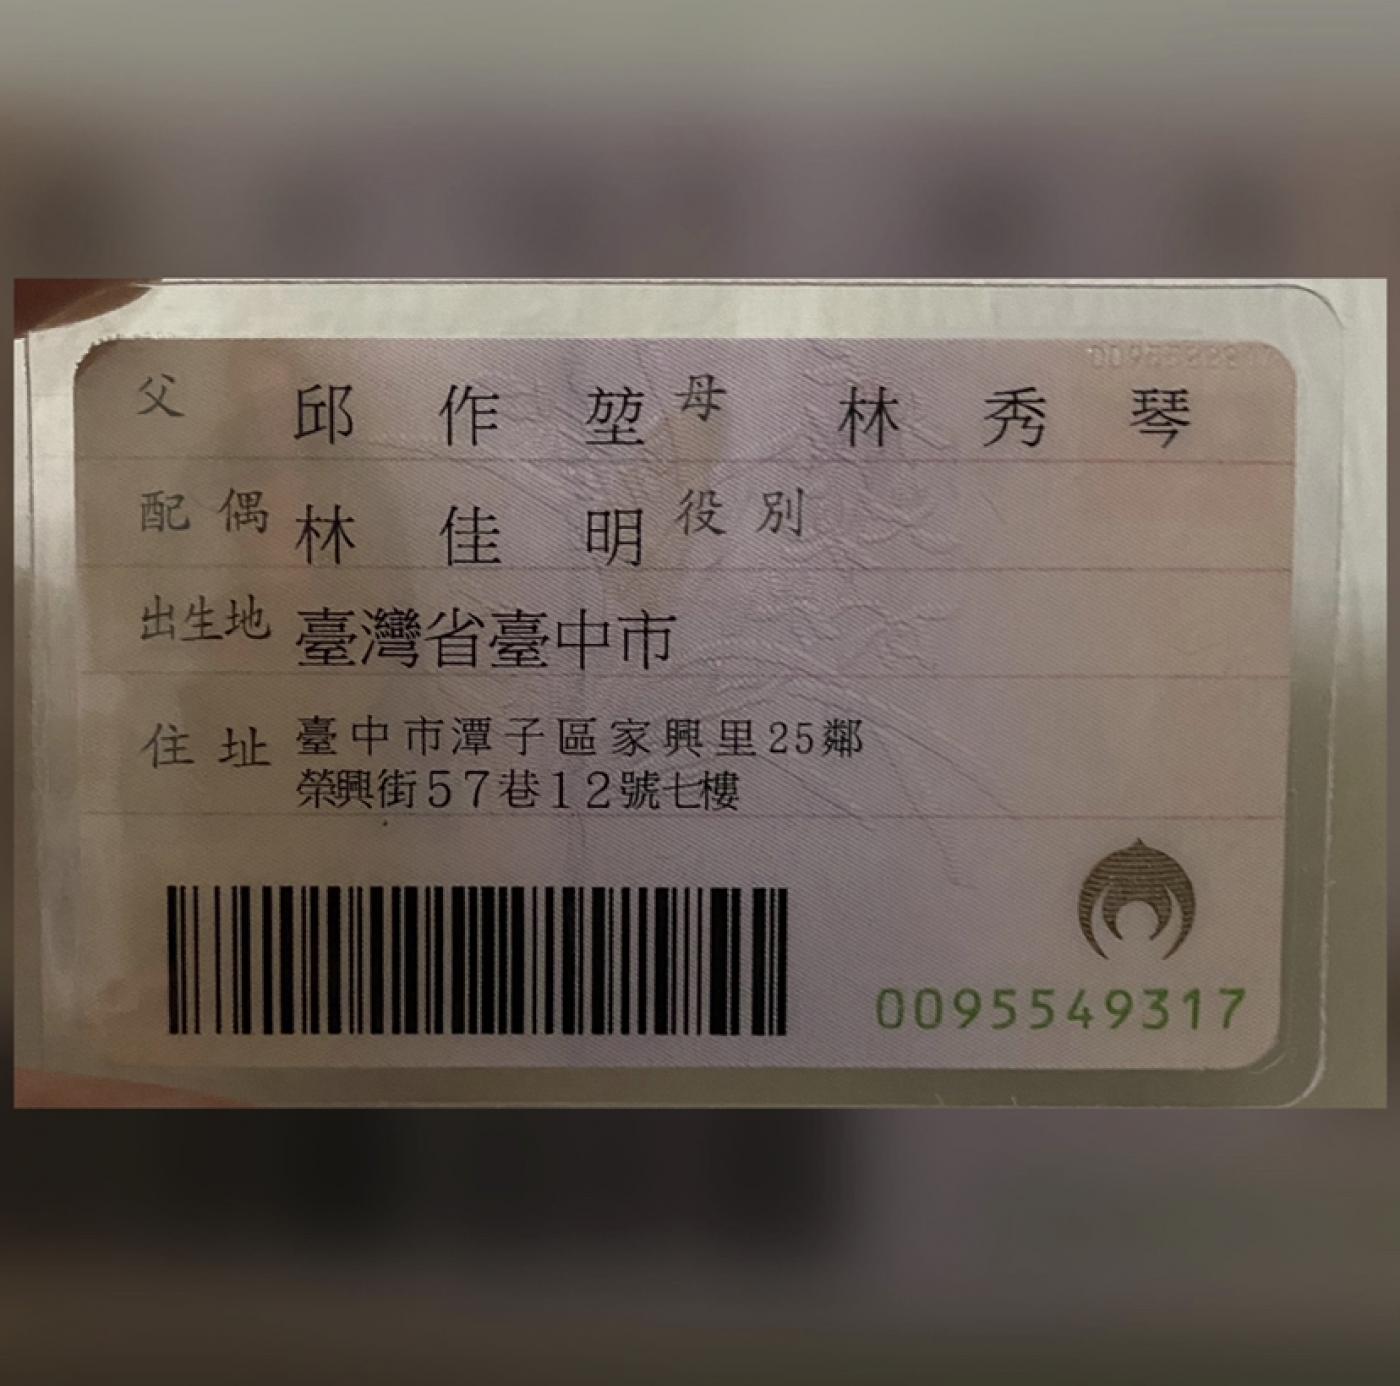 父 邱作堃 母 林秀琴
配偶 林佳明 役別
出生地 臺灣省臺中市
住址 臺中市潭子區家興里25鄰
榮興街57巷12號七樓
0095549317